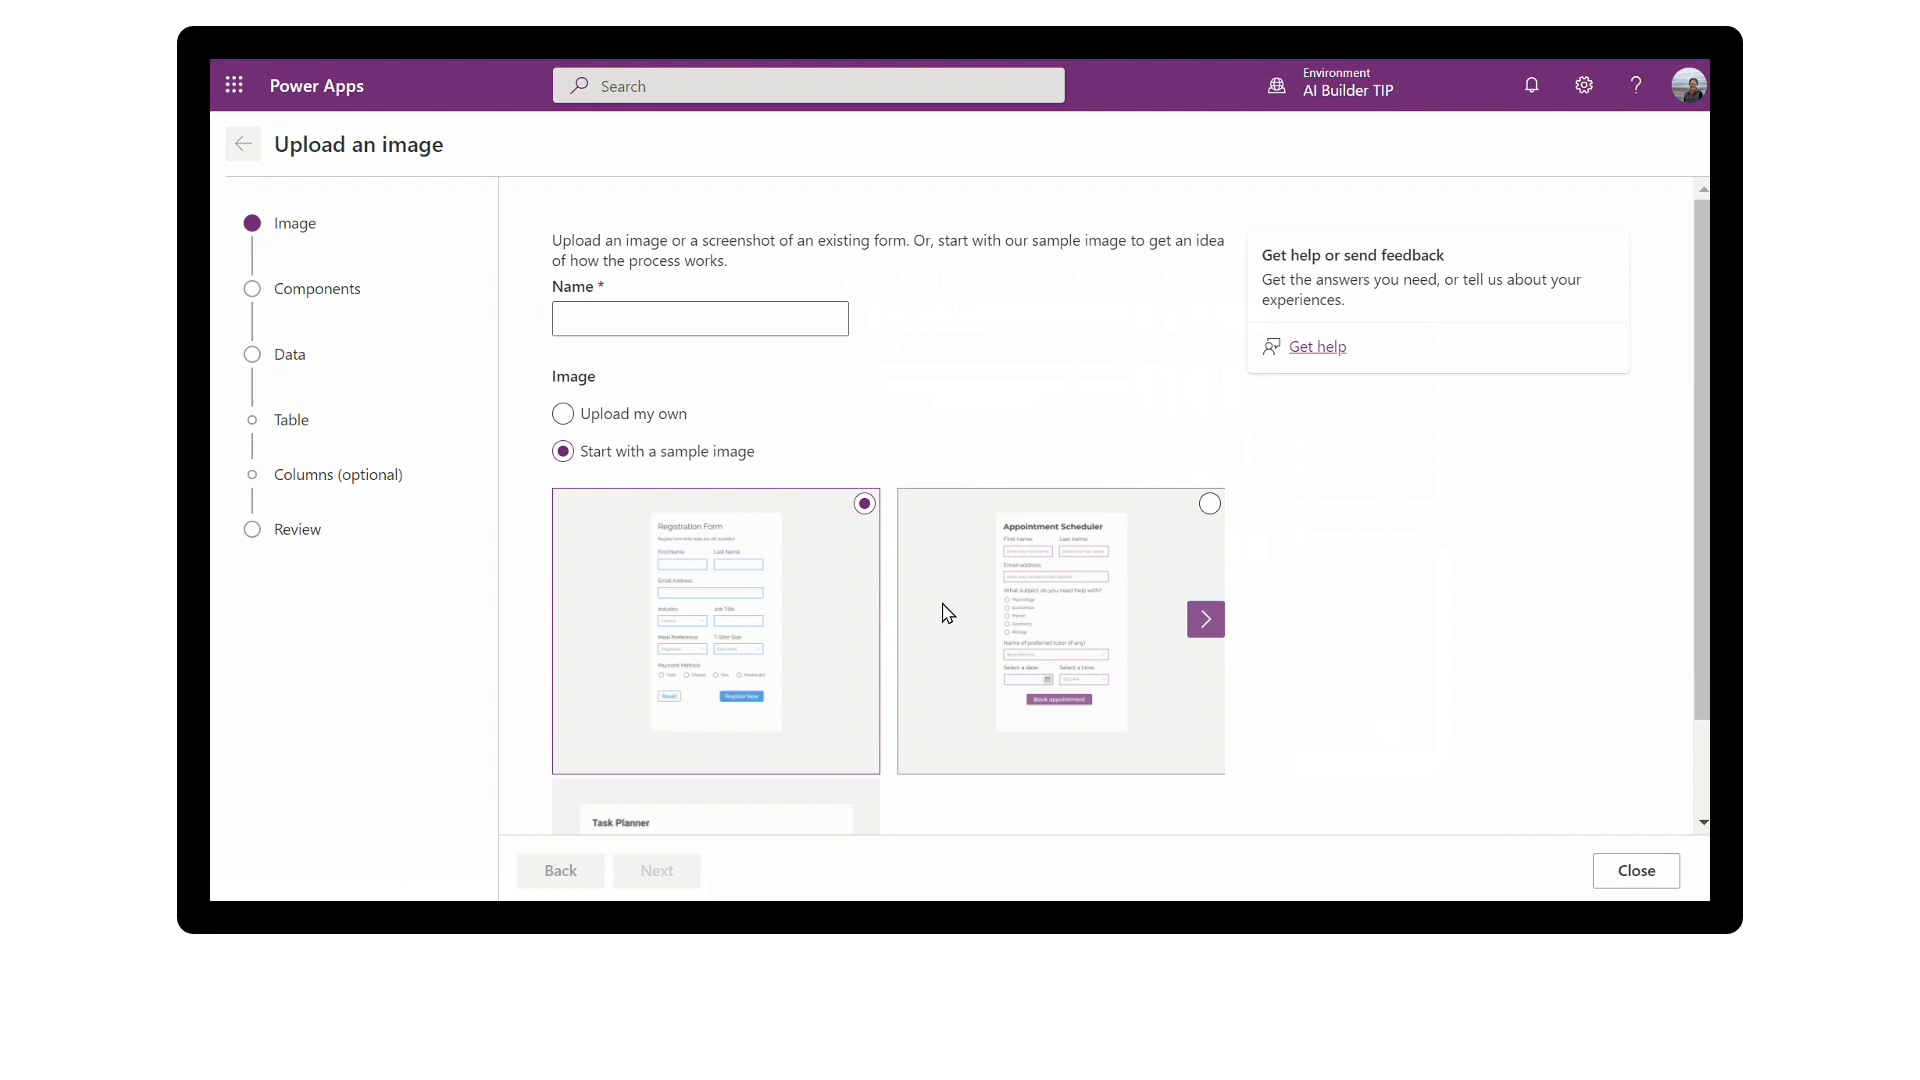 Power Apps
Search
Environment
AI Builder TIP
?
Upload an image
Image
Components
Data
Table
Columns (optional)
Review
Upload an image or a screenshot of an existing form. Or, start with our sample image to get an idea
of how the process works.
Name *
Image
Upload my own
Start with a sample image
Registration Form
First Name Last Name
Email Address
Industry Job Title
Meal Preference T-Shirt Size
Payment Method
Reset Register Now
Appointment Scheduler
First name: Last name:
Email address:
What subject do you need help with?
Name of preferred tutor (if any)
Select a date: Select a time:
Book appointment
Task Planner
Get help or send feedback
Get the answers you need, or tell us about your
experiences.
Get help
Back Next
Close